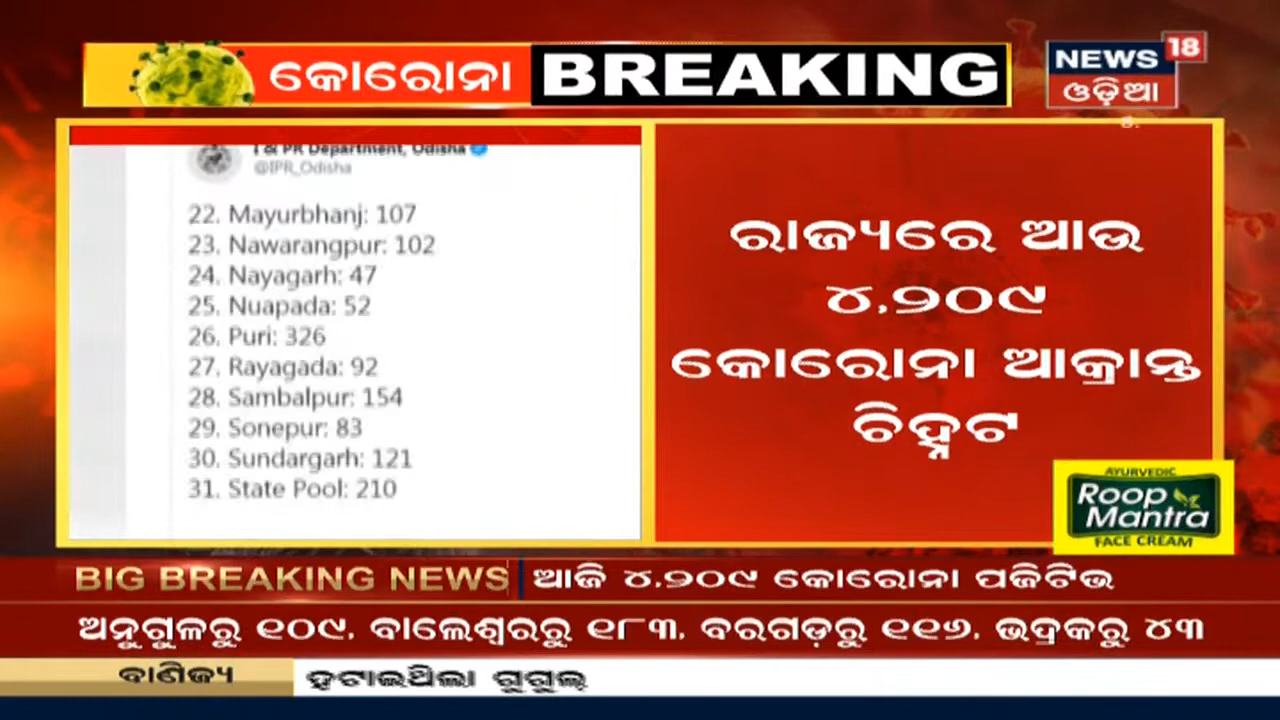 କୋରୋନା BREAKING
NEWS 18
ଓଡ଼ିଆ
I & PR Department, Odisha
@IPR_Odisha
22. Mayurbhanj: 107
23. Nawarangpur: 102
24. Nayagarh: 47
25. Nuapada: 52
26. Puri: 326
27. Rayagada: 92
28. Sambalpur: 154
29. Sonepur: 83
30. Sundargarh: 121
31. State Pool: 210
ରାଜ୍ୟରେ ଆଉ
୪,୨୦୯
କୋରୋନା ଆକ୍ରାନ୍ତ
ଚିହ୍ନଟ
AYURVEDIC
Roop
Mantra
FACE CREAM
BIG BREAKING NEWS ଆଜି ୪,୨୦୯ କୋରୋନା ପଜିଟିଭ
ଅନୁଗୁଳରୁ ୧୦୯, ବାଲେଶ୍ୱରରୁ ୧୮୩, ବରଗଡ଼ରୁ ୧୧୬, ଭଦ୍ରକରୁ ୪୩
ବାଣିଜ୍ୟ ହଟାଇଥିଲା ଗୁଗୁଲ୍